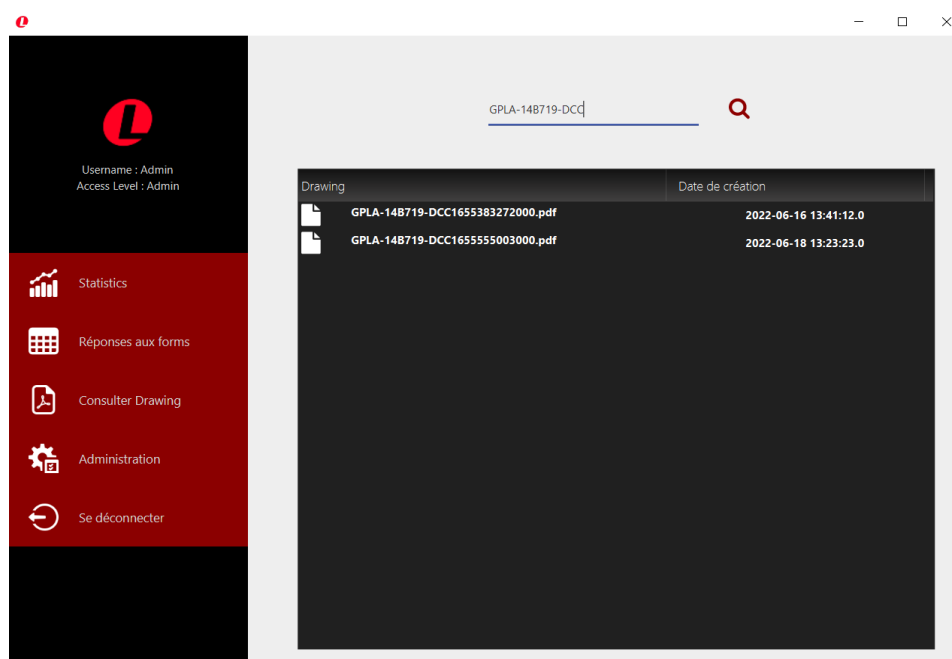 Username : Admin
Access Level : Admin
Statistics
Réponses aux forms
Consulter Drawing
Administration
Se déconnecter
GPLA-14B719-DCC
Drawing Date de création
GPLA-14B719-DCC1655383272000.pdf 2022-06-16 13:41:12.0
GPLA-14B719-DCC1655555003000.pdf 2022-06-18 13:23:23.0